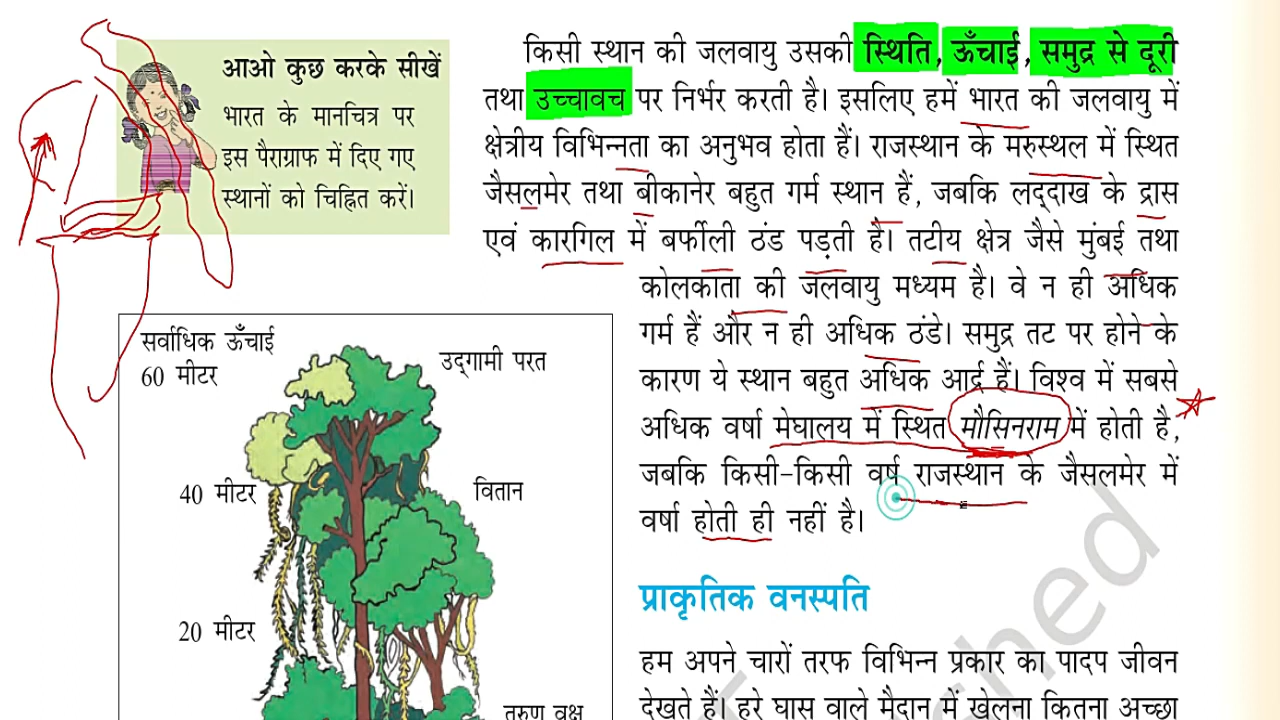 आओ कुछ करके सीखें
भारत के मानचित्र पर
इस पैराग्राफ में दिए गए
स्थानों को चिह्नित करें।
किसी स्थान की जलवायु उसकी स्थिति, ऊँचाई, समुद्र से दूरी
तथा उच्चावच पर निर्भर करती है। इसलिए हमें भारत की जलवायु में
क्षेत्रीय विभिन्नता का अनुभव होता हैं। राजस्थान के मरुस्थल में स्थित
जैसलमेर तथा बीकानेर बहुत गर्म स्थान हैं, जबकि लद्दाख के द्रास
एवं कारगिल में बर्फीली ठंड पड़ती है। तटीय क्षेत्र जैसे मुंबई तथा
कोलकाता की जलवायु मध्यम है। वे न ही अधिक
गर्म हैं और न ही अधिक ठंडे। समुद्र तट पर होने के
कारण ये स्थान बहुत अधिक आर्द्र हैं। विश्व में सबसे
अधिक वर्षा मेघालय में स्थित मौसिनराम में होती है,
जबकि किसी-किसी वर्ष राजस्थान के जैसलमेर में
वर्षा होती ही नहीं है।
प्राकृतिक वनस्पति
हम अपने चारों तरफ विभिन्न प्रकार का पादप जीवन
देखते हैं। हरे घास वाले मैदान में खेलना कितना अच्छा
सर्वाधिक ऊँचाई
60 मीटर
उद्गामी परत
40 मीटर
वितान
20 मीटर
तरुण वृक्ष
shed